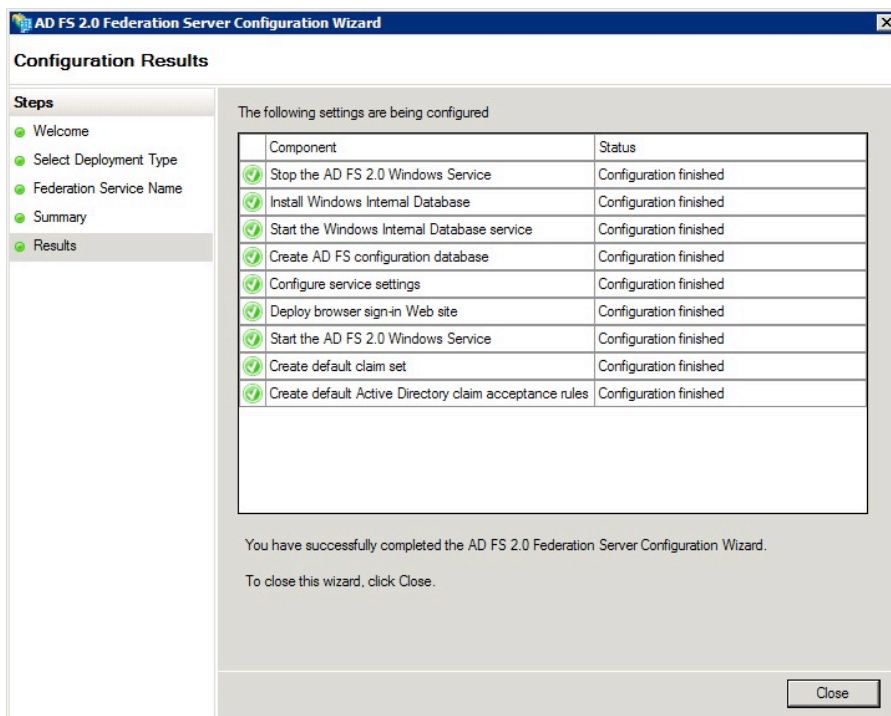 AD FS 2.0 Federation Server Configuration Wizard
Configuration Results
Steps
Welcome
Select Deployment Type
Federation Service Name
Summary
Results
The following settings are being configured
Component Status
Stop the AD FS 2.0 Windows Service Configuration finished
Install Windows Internal Database Configuration finished
Start the Windows Internal Database service Configuration finished
Create AD FS configuration database Configuration finished
Configure service settings Configuration finished
Deploy browser sign-in Web site Configuration finished
Start the AD FS 2.0 Windows Service Configuration finished
Create default claim set Configuration finished
Create default Active Directory claim acceptance rules Configuration finished
You have successfully completed the AD FS 2.0 Federation Server Configuration Wizard.
To close this wizard, click Close.
Close